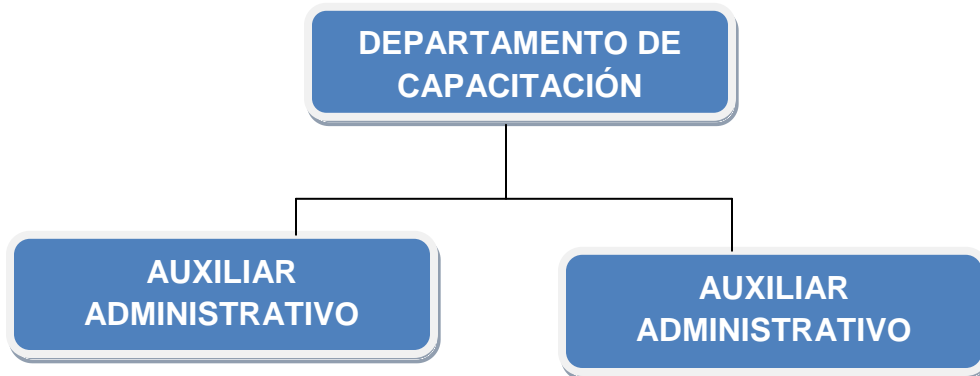 DEPARTAMENTO DE
CAPACITACIÓN
AUXILIAR
ADMINISTRATIVO
AUXILIAR
ADMINISTRATIVO